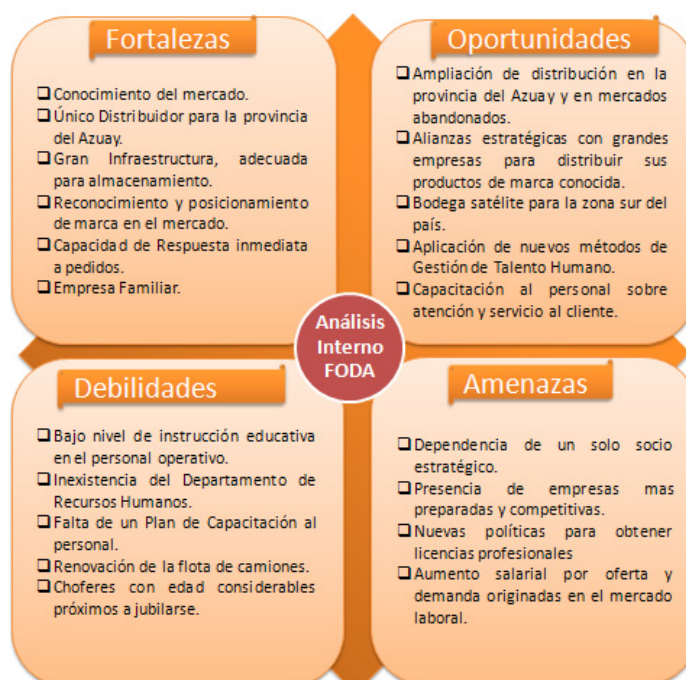 Fortalezas
❑Conocimiento del mercado.
❑Único Distribuidor para la provincia
del Azuay.
❑Gran Infraestructura, adecuada
para almacenamiento.
❑Reconocimiento y posicionamiento
de marca en el mercado.
❑Capacidad de Respuesta inmediata
a pedidos.
❑Empresa Familiar.
Oportunidades
❑Ampliación de distribución en la
provincia del Azuay y en mercados
abandonados.
❑Alianzas estratégicas con grandes
empresas para distribuir sus
productos de marca conocida.
❑Bodega satélite para la zona sur del
país.
❑Aplicación de nuevos métodos de
Gestión de Talento Humano.
❑Capacitación al personal sobre
atención y servicio al cliente.
Análisis
Interno
FODA
Debilidades
❑Bajo nivel de instrucción educativa
en el personal operativo.
❑Inexistencia del Departamento de
Recursos Humanos.
❑Falta de un Plan de Capacitación al
personal.
❑Renovación de la flota de camiones.
❑Choferes con edad considerables
próximos a jubilarse.
Amenazas
❑Dependencia de un solo socio
estratégico.
❑Presencia de empresas mas
preparadas y competitivas.
❑Nuevas políticas para obtener
licencias profesionales
❑Aumento salarial por oferta y
demanda originadas en el mercado
laboral.